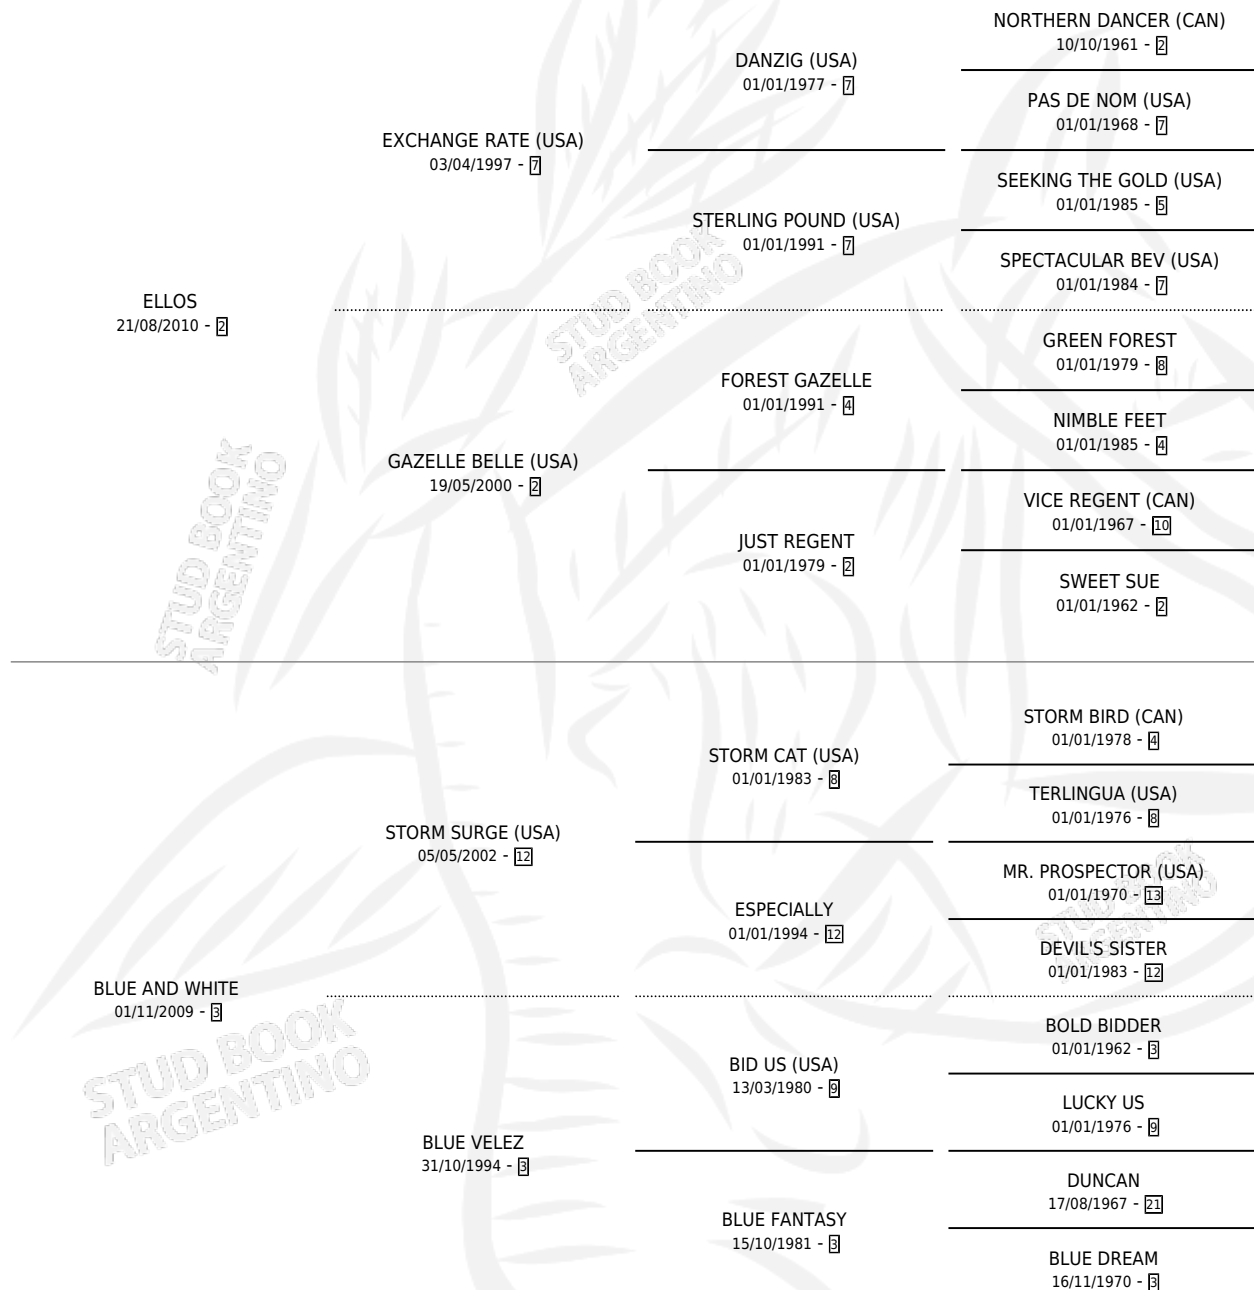 NORTHERN DANCER (CAN)
10/10/1961 - 2
DANZIG (USA)
01/01/1977 - 7
PAS DE NOM (USA)
01/01/1968 - 7
EXCHANGE RATE (USA)
03/04/1997 - 7
SEEKING THE GOLD (USA)
01/01/1985 - 5
STERLING POUND (USA)
01/01/1991 - 7
SPECTACULAR BEV (USA)
01/01/1984 - 7
ELLOS
21/08/2010 - 2
GREEN FOREST
01/01/1979 - 8
FOREST GAZELLE
01/01/1991 - 4
NIMBLE FEET
01/01/1985 - 4
GAZELLE BELLE (USA)
19/05/2000 - 2
VICE REGENT (CAN)
01/01/1967 - 10
JUST REGENT
01/01/1979 - 2
SWEET SUE
01/01/1962 - 2
STORM BIRD (CAN)
01/01/1978 - 4
STORM CAT (USA)
01/01/1983 - 8
TERLINGUA (USA)
01/01/1976 - 8
STORM SURGE (USA)
05/05/2002 - 12
MR. PROSPECTOR (USA)
01/01/1970 - 13
ESPECIALLY
01/01/1994 - 12
DEVIL'S SISTER
01/01/1983 - 12
BLUE AND WHITE
01/11/2009 - 3
BOLD BIDDER
01/01/1962 - 3
BID US (USA)
13/03/1980 - 9
LUCKY US
01/01/1976 - 9
BLUE VELEZ
31/10/1994 - 3
DUNCAN
17/08/1967 - 21
BLUE FANTASY
15/10/1981 - 3
BLUE DREAM
16/11/1970 - 3
STUD BOOK
ARGENTINO
STUD BOOK
ARGENTINO
STUD BOOK
ARGENTINO
STUD BOOK
ARGENTINO